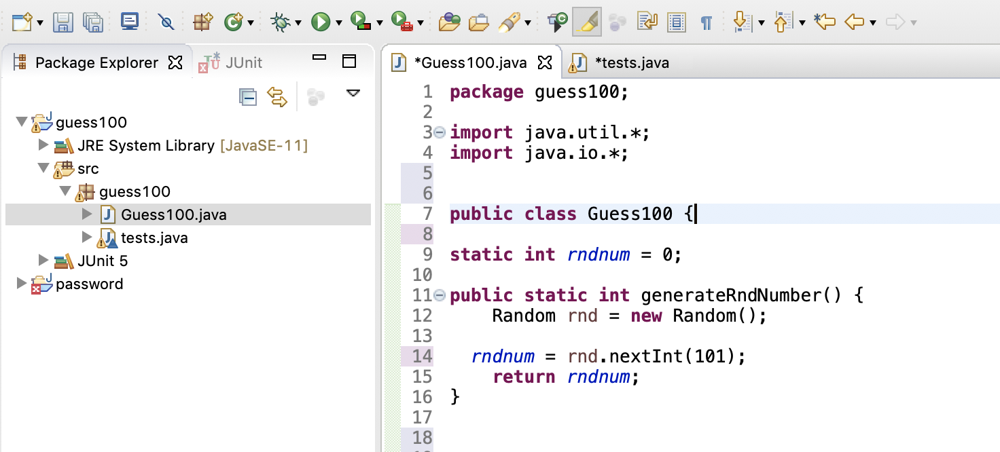 Package Explorer
JUnit
guess100
JRE System Library [JavaSE-11]
src
guess100
Guess100.java
tests.java
JUnit 5
password
*Guess100.java
*tests.java
1 package guess100;
2
3 import java.util.*;
4 import java.io.*;
5
6
7 public class Guess100 {
8
9 static int rndnum = 0;
10
11 public static int generateRndNumber() {
12     Random rnd = new Random();
13
14   rndnum = rnd.nextInt(101);
15     return rndnum;
16 }
17
18